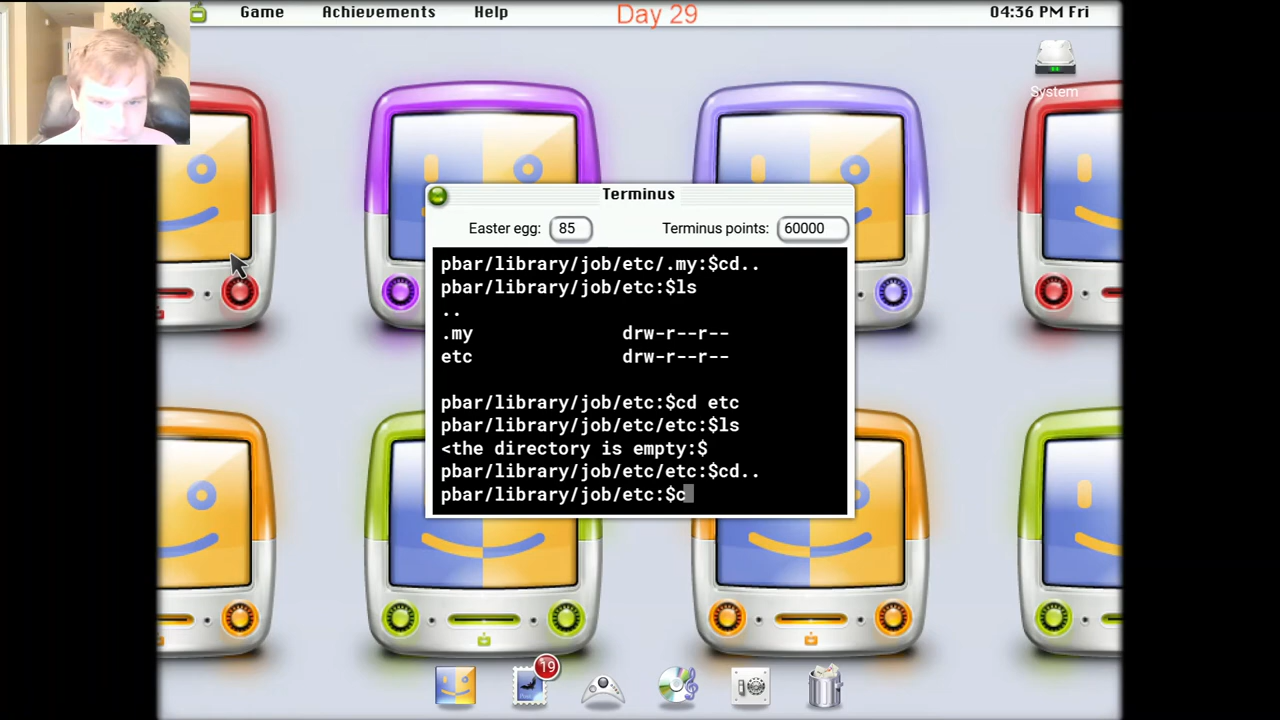 Game Achievements Help Day 29 04:36 PM Fri
System
Terminus
Easter egg: 85 Terminus points: 60000
pbar/library/job/etc/.my:$cd..
pbar/library/job/etc:$ls
..
.my drw-r--r--
etc drw-r--r--
pbar/library/job/etc:$cd etc
pbar/library/job/etc/etc:$ls
<the directory is empty:$
pbar/library/job/etc/etc:$cd..
pbar/library/job/etc:$c
19